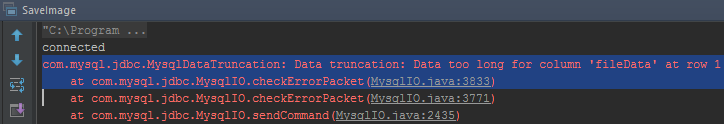 SaveImage
"C:\Program ...
connected
com.mysql.jdbc.MysqlDataTruncation: Data truncation: Data too long for column 'fileData' at row 1
at com.mysql.jdbc.MysqlIO.checkErrorPacket(MysqlIO.java:3833)
at com.mysql.jdbc.MysqlIO.checkErrorPacket(MysqlIO.java:3771)
at com.mysql.jdbc.MysqlIO.sendCommand(MysqlIO.java:2435)